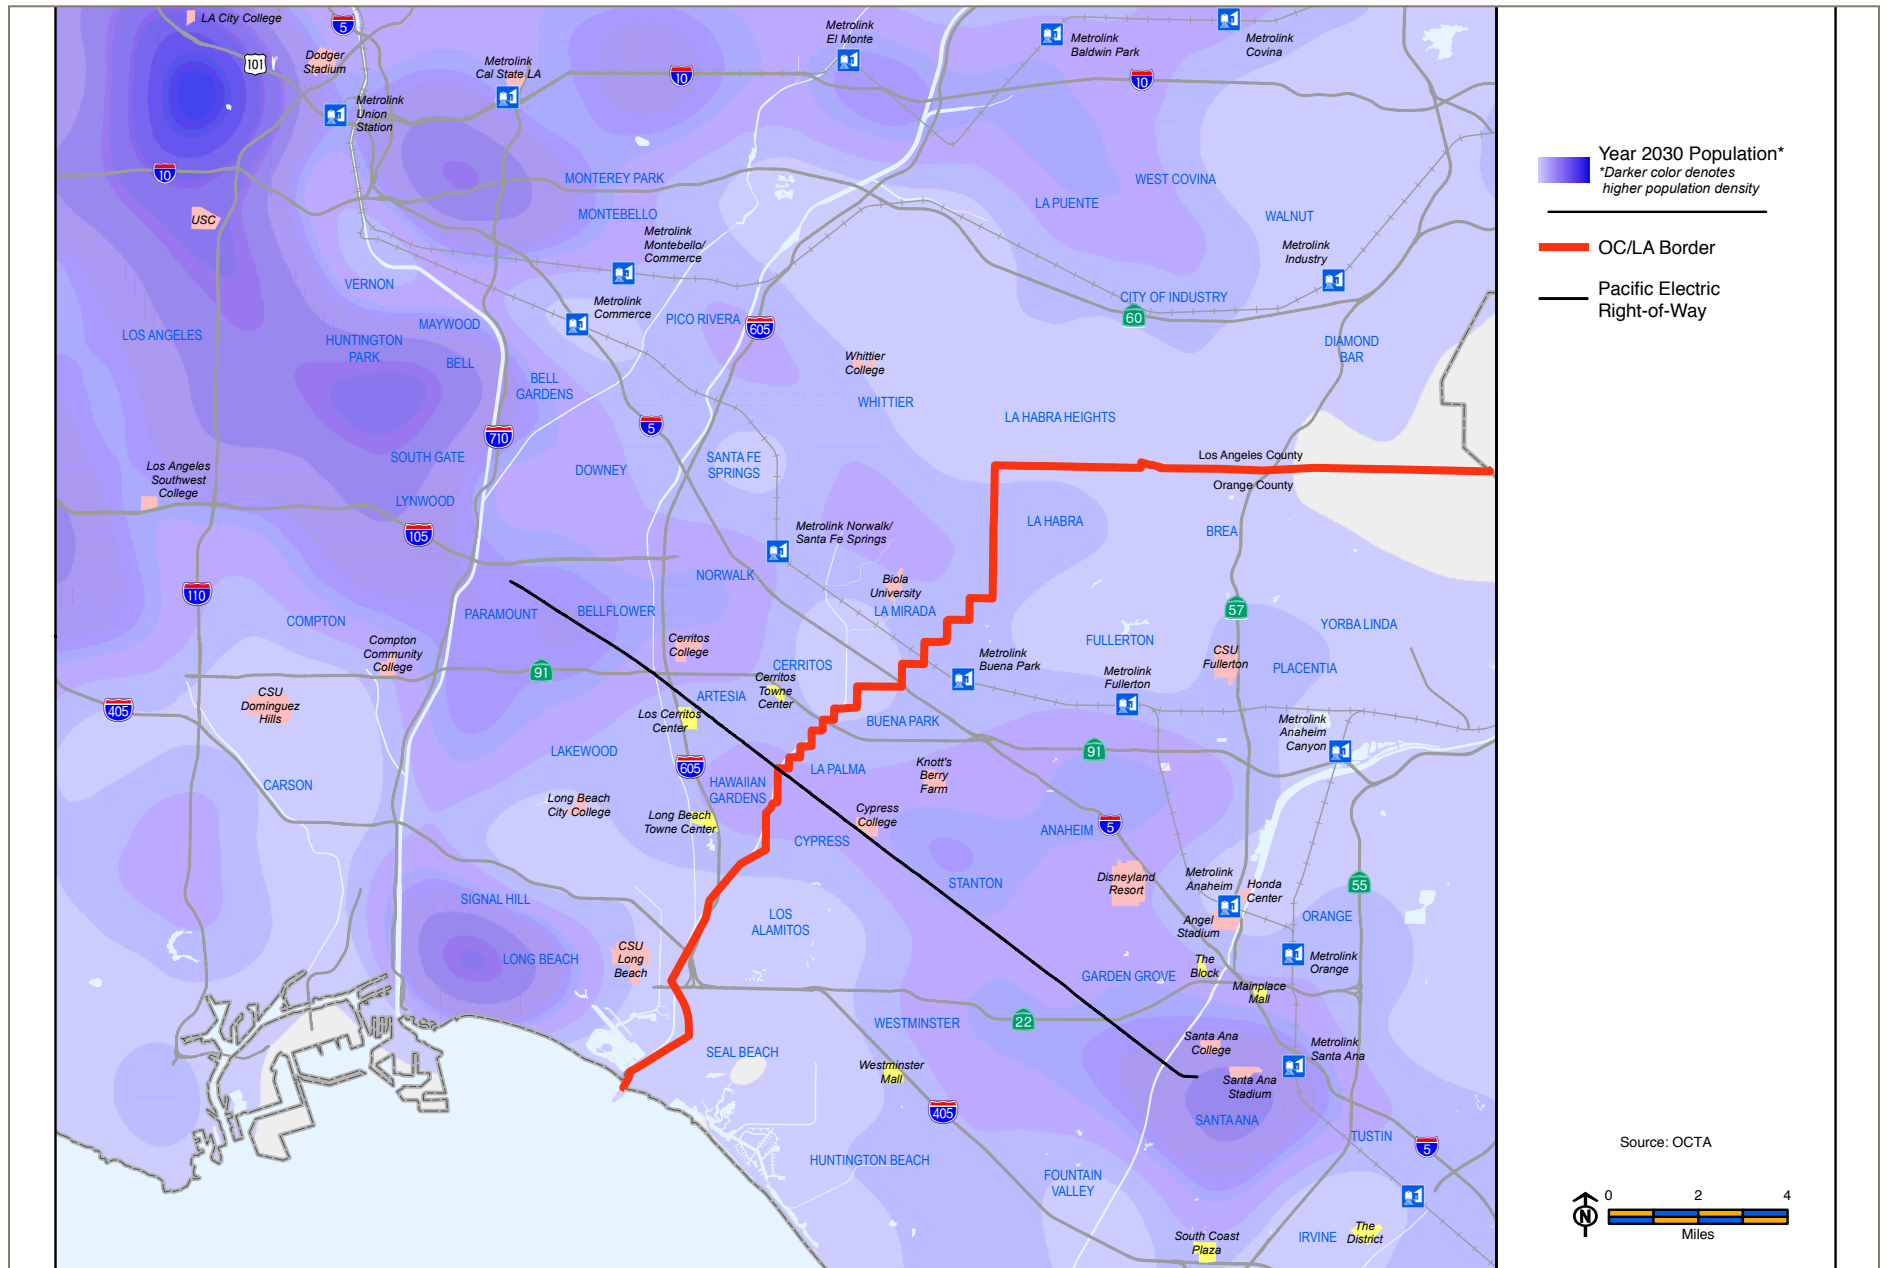 LA City College
5
Dodger
Stadium
101
Metrolink
Cal State LA
Metrolink
Union
Station
10
Metrolink
El Monte
Metrolink
Baldwin Park
Metrolink
Covina
10
10
USC
MONTEREY PARK
MONTEBELLO
WEST COVINA
LA PUENTE
WALNUT
Metrolink
Montebello/
Commerce
Metrolink
Industry
VERNON
Metrolink
Commerce
CITY OF INDUSTRY
60
LOS ANGELES
MAYWOOD
HUNTINGTON
PARK
BELL
PICO RIVERA
605
DIAMOND
BAR
BELL
GARDENS
Whittier
College
WHITTIER
LA HABRA HEIGHTS
5
710
SOUTH GATE
DOWNEY
SANTA FE
SPRINGS
Los Angeles County
Orange County
Los Angeles
Southwest
College
LYNWOOD
105
Metrolink Norwalk/
Santa Fe Springs
LA HABRA
BREA
NORWALK
Biola
University
LA MIRADA
110
COMPTON
PARAMOUNT
BELLFLOWER
57
YORBA LINDA
Compton
Community
College
Cerritos
College
FULLERTON
CSU
Fullerton
PLACENTIA
91
CERRITOS
Cerritos
Towne
Center
Metrolink
Buena Park
Metrolink
Fullerton
CSU
Dominguez
Hills
405
ARTESIA
Los Cerritos
Center
BUENA PARK
Metrolink
Anaheim
Canyon
LAKEWOOD
605
HAWAIIAN
GARDENS
LA PALMA
Knott's
Berry
Farm
91
CARSON
Long Beach
City College
Long Beach
Towne Center
Cypress
College
CYPRESS
ANAHEIM
5
STANTON
Disneyland
Resort
Metrolink
Anaheim
Honda
Center
55
SIGNAL HILL
LOS
ALAMITOS
Angel
Stadium
ORANGE
LONG BEACH
CSU
Long
Beach
GARDEN GROVE
The
Block
Metrolink
Orange
Mainplace
Mall
WESTMINSTER
22
SEAL BEACH
Westminster
Mall
Santa Ana
College
Metrolink
Santa Ana
Santa Ana
Stadium
405
SANTA ANA
TUSTIN
5
HUNTINGTON BEACH
FOUNTAIN
VALLEY
South Coast
Plaza
IRVINE
The
District
Year 2030 Population*
*Darker color denotes
higher population density
OC/LA Border
Pacific Electric
Right-of-Way
Source: OCTA
N
0 2 4
Miles